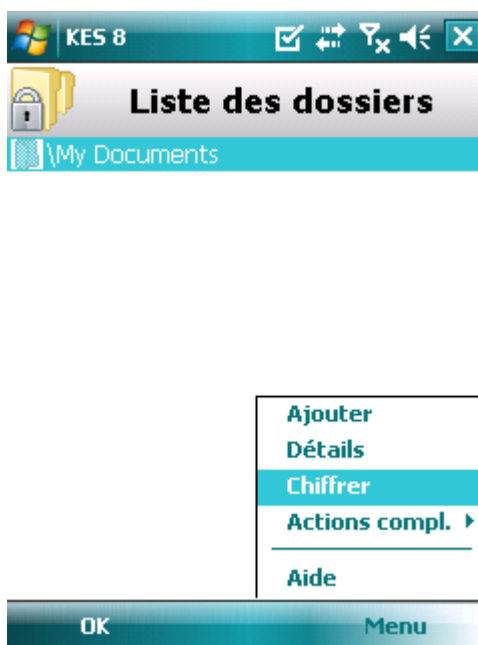 KES 8
Liste des dossiers
\My Documents
Ajouter
Détails
Chiffrer
Actions compl.
Aide
OK Menu